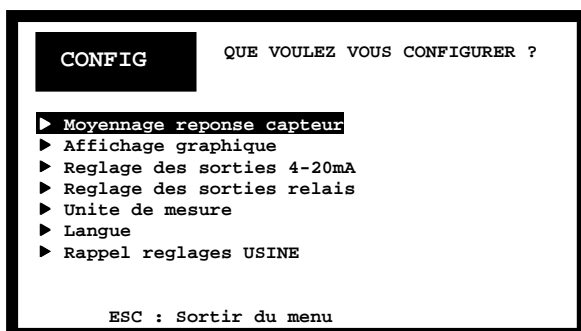 CONFIG
QUE VOULEZ VOUS CONFIGURER ?
Moyennage reponse capteur
Affichage graphique
Reglage des sorties 4-20mA
Reglage des sorties relais
Unite de mesure
Langue
Rappel reglages USINE
ESC : Sortir du menu